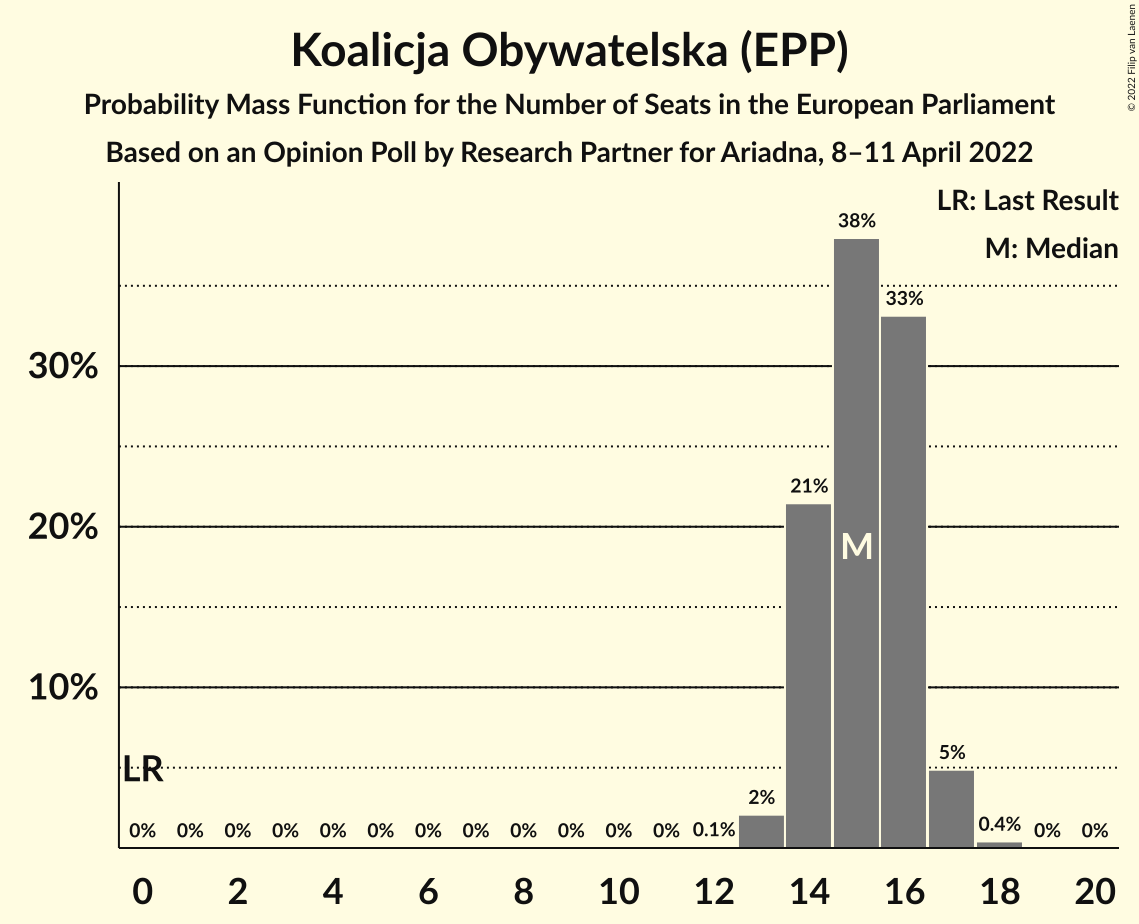 Koalicja Obywatelska (EPP)
Probability Mass Function for the Number of Seats in the European Parliament
Based on an Opinion Poll by Research Partner for Ariadna, 8–11 April 2022
© 2022 Filip van Laenen
LR: Last Result
M: Median
38%
33%
30%
21%
20%
M
10%
5%
LR
2%
0% 0% 0% 0% 0% 0% 0% 0% 0% 0% 0% 0% 0.1% 0.4% 0% 0%
0 2 4 6 8 10 12 14 16 18 20